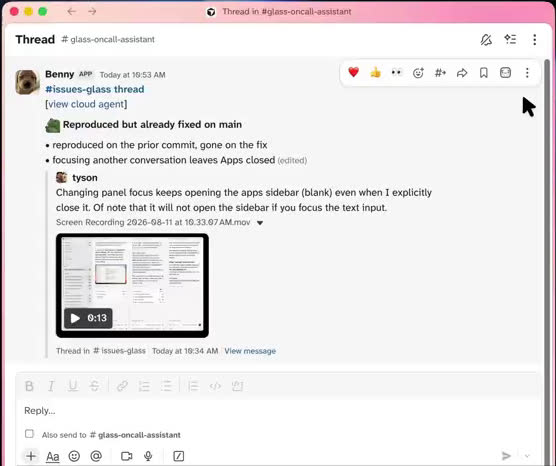 Thread in #glass-oncall-assistant
Thread # glass-oncall-assistant
Benny APP Today at 10:53 AM
#issues-glass thread
[view cloud agent]
Reproduced but already fixed on main
• reproduced on the prior commit, gone on the fix
• focusing another conversation leaves Apps closed (edited)
tyson
Changing panel focus keeps opening the apps sidebar (blank) even when I explicitly
close it. Of note that it will not open the sidebar if you focus the text input.
Screen Recording 2026-08-11 at 10.33.07 AM.mov
0:13
Thread in # issues-glass Today at 10:34 AM View message
B I U S
Reply...
Also send to # glass-oncall-assistant
Aa